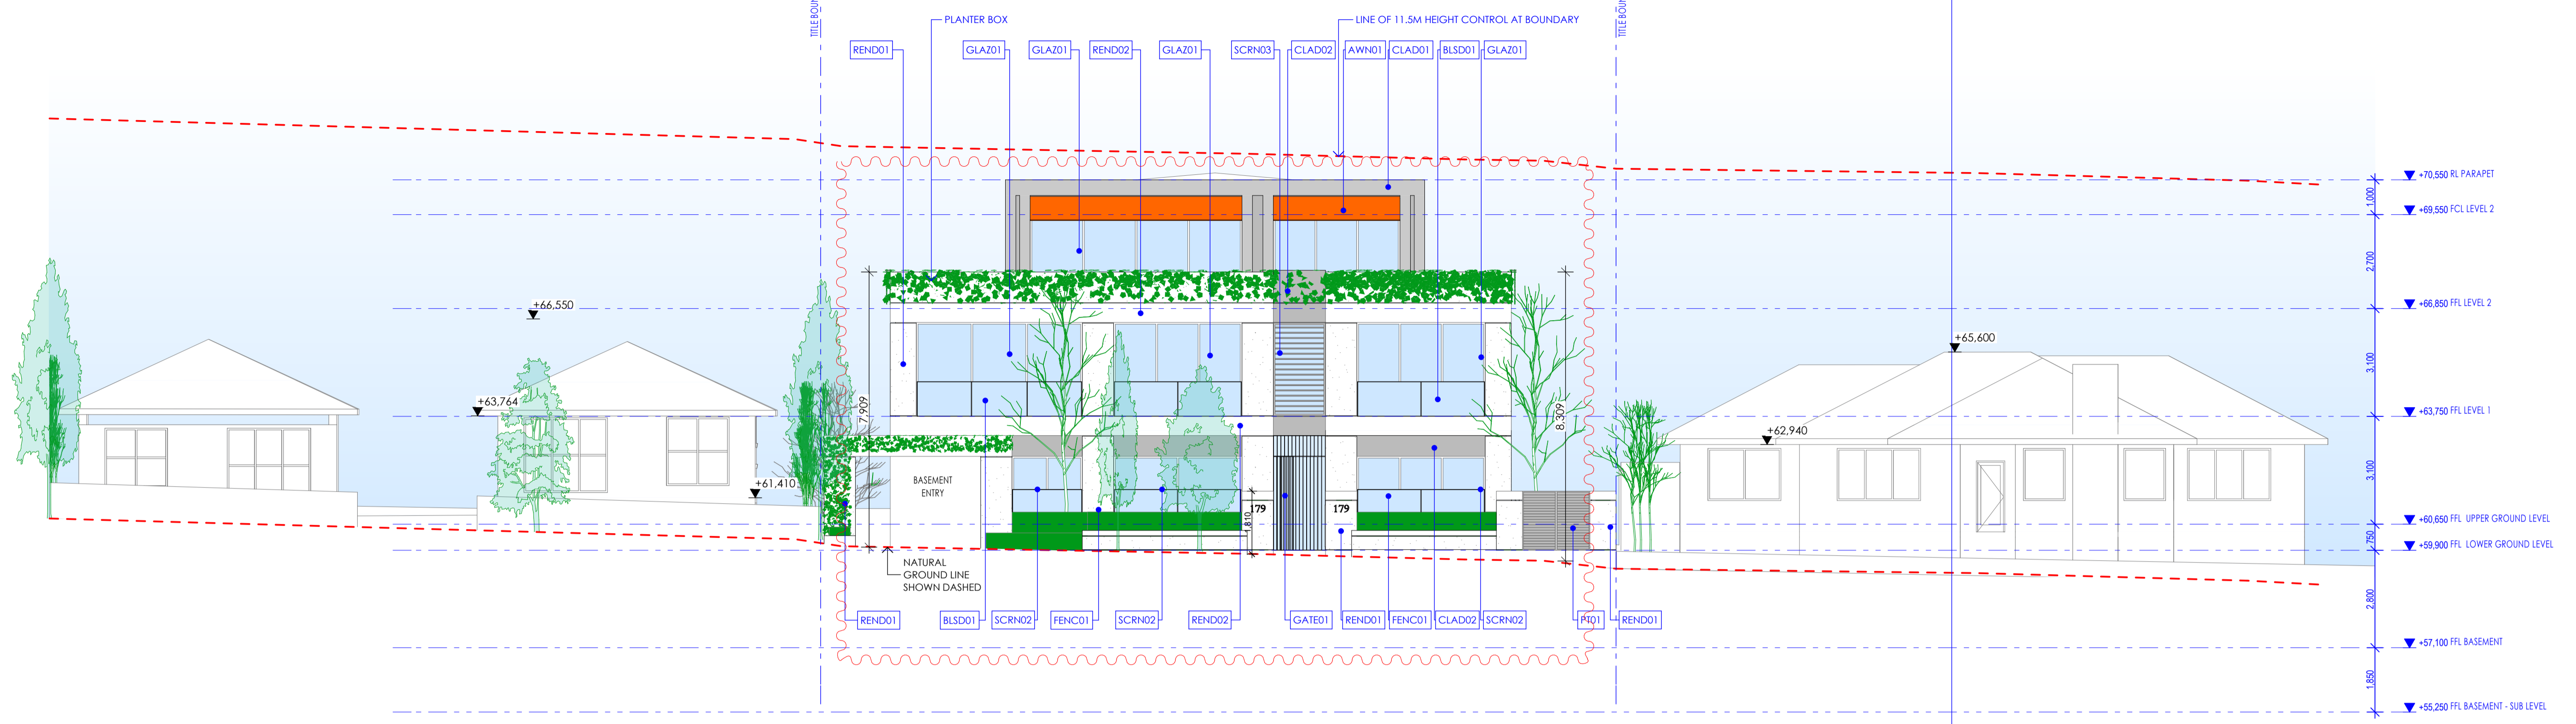 TITLE BOUN
TITLE BOUN
PLANTER BOX
LINE OF 11.5M HEIGHT CONTROL AT BOUNDARY
REND01
GLAZ01
GLAZ01
REND02
GLAZ01
SCRN03
CLAD02
AWN01
CLAD01
BLSD01
GLAZ01
+70,550 RL PARAPET
1,000
+69,550 FCL LEVEL 2
2,700
+66,850 FFL LEVEL 2
+66,550
+65,600
3,100
+63,764
7,909
8,309
+63,750 FFL LEVEL 1
+62,940
3,100
+61,410
BASEMENT
ENTRY
179
179
1,810
+60,650 FFL UPPER GROUND LEVEL
750
+59,900 FFL LOWER GROUND LEVEL
NATURAL
GROUND LINE
SHOWN DASHED
2,800
REND01
BLSD01
SCRN02
FENC01
SCRN02
REND02
GATE01
REND01
FENC01
CLAD02
SCRN02
PT01
REND01
+57,100 FFL BASEMENT
1,850
+55,250 FFL BASEMENT - SUB LEVEL